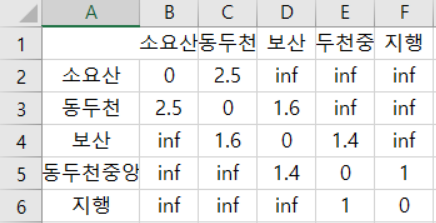 A B C D E F
1 소요산 동두천 보산 두천중 지행
2 소요산 0 2.5 inf inf inf
3 동두천 2.5 0 1.6 inf inf
4 보산 inf 1.6 0 1.4 inf
5 동두천중앙 inf inf 1.4 0 1
6 지행 inf inf inf 1 0